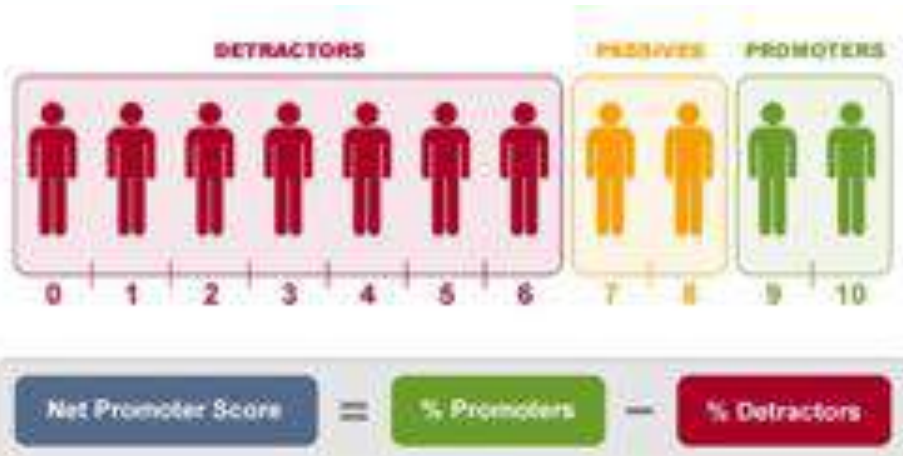 DETRACTORS PASSIVES PROMOTERS
0 1 2 3 4 5 6 7 8 9 10
Net Promoter Score = % Promoters – % Detractors